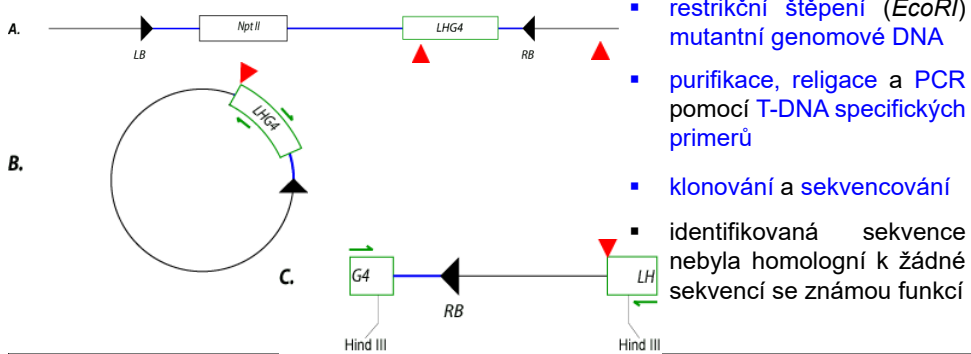 A.
Npt II
LHG4
LB
RB
B.
LHG4
C.
G4
LH
RB
Hind III
Hind III
▪ restrikční štěpení (EcoRI)
mutantní genomové DNA
▪ purifikace, religace a PCR
pomocí T-DNA specifických
primerů
▪ klonování a sekvencování
▪ identifikovaná sekvence
nebyla homologní k žádné
sekvencí se známou funkcí